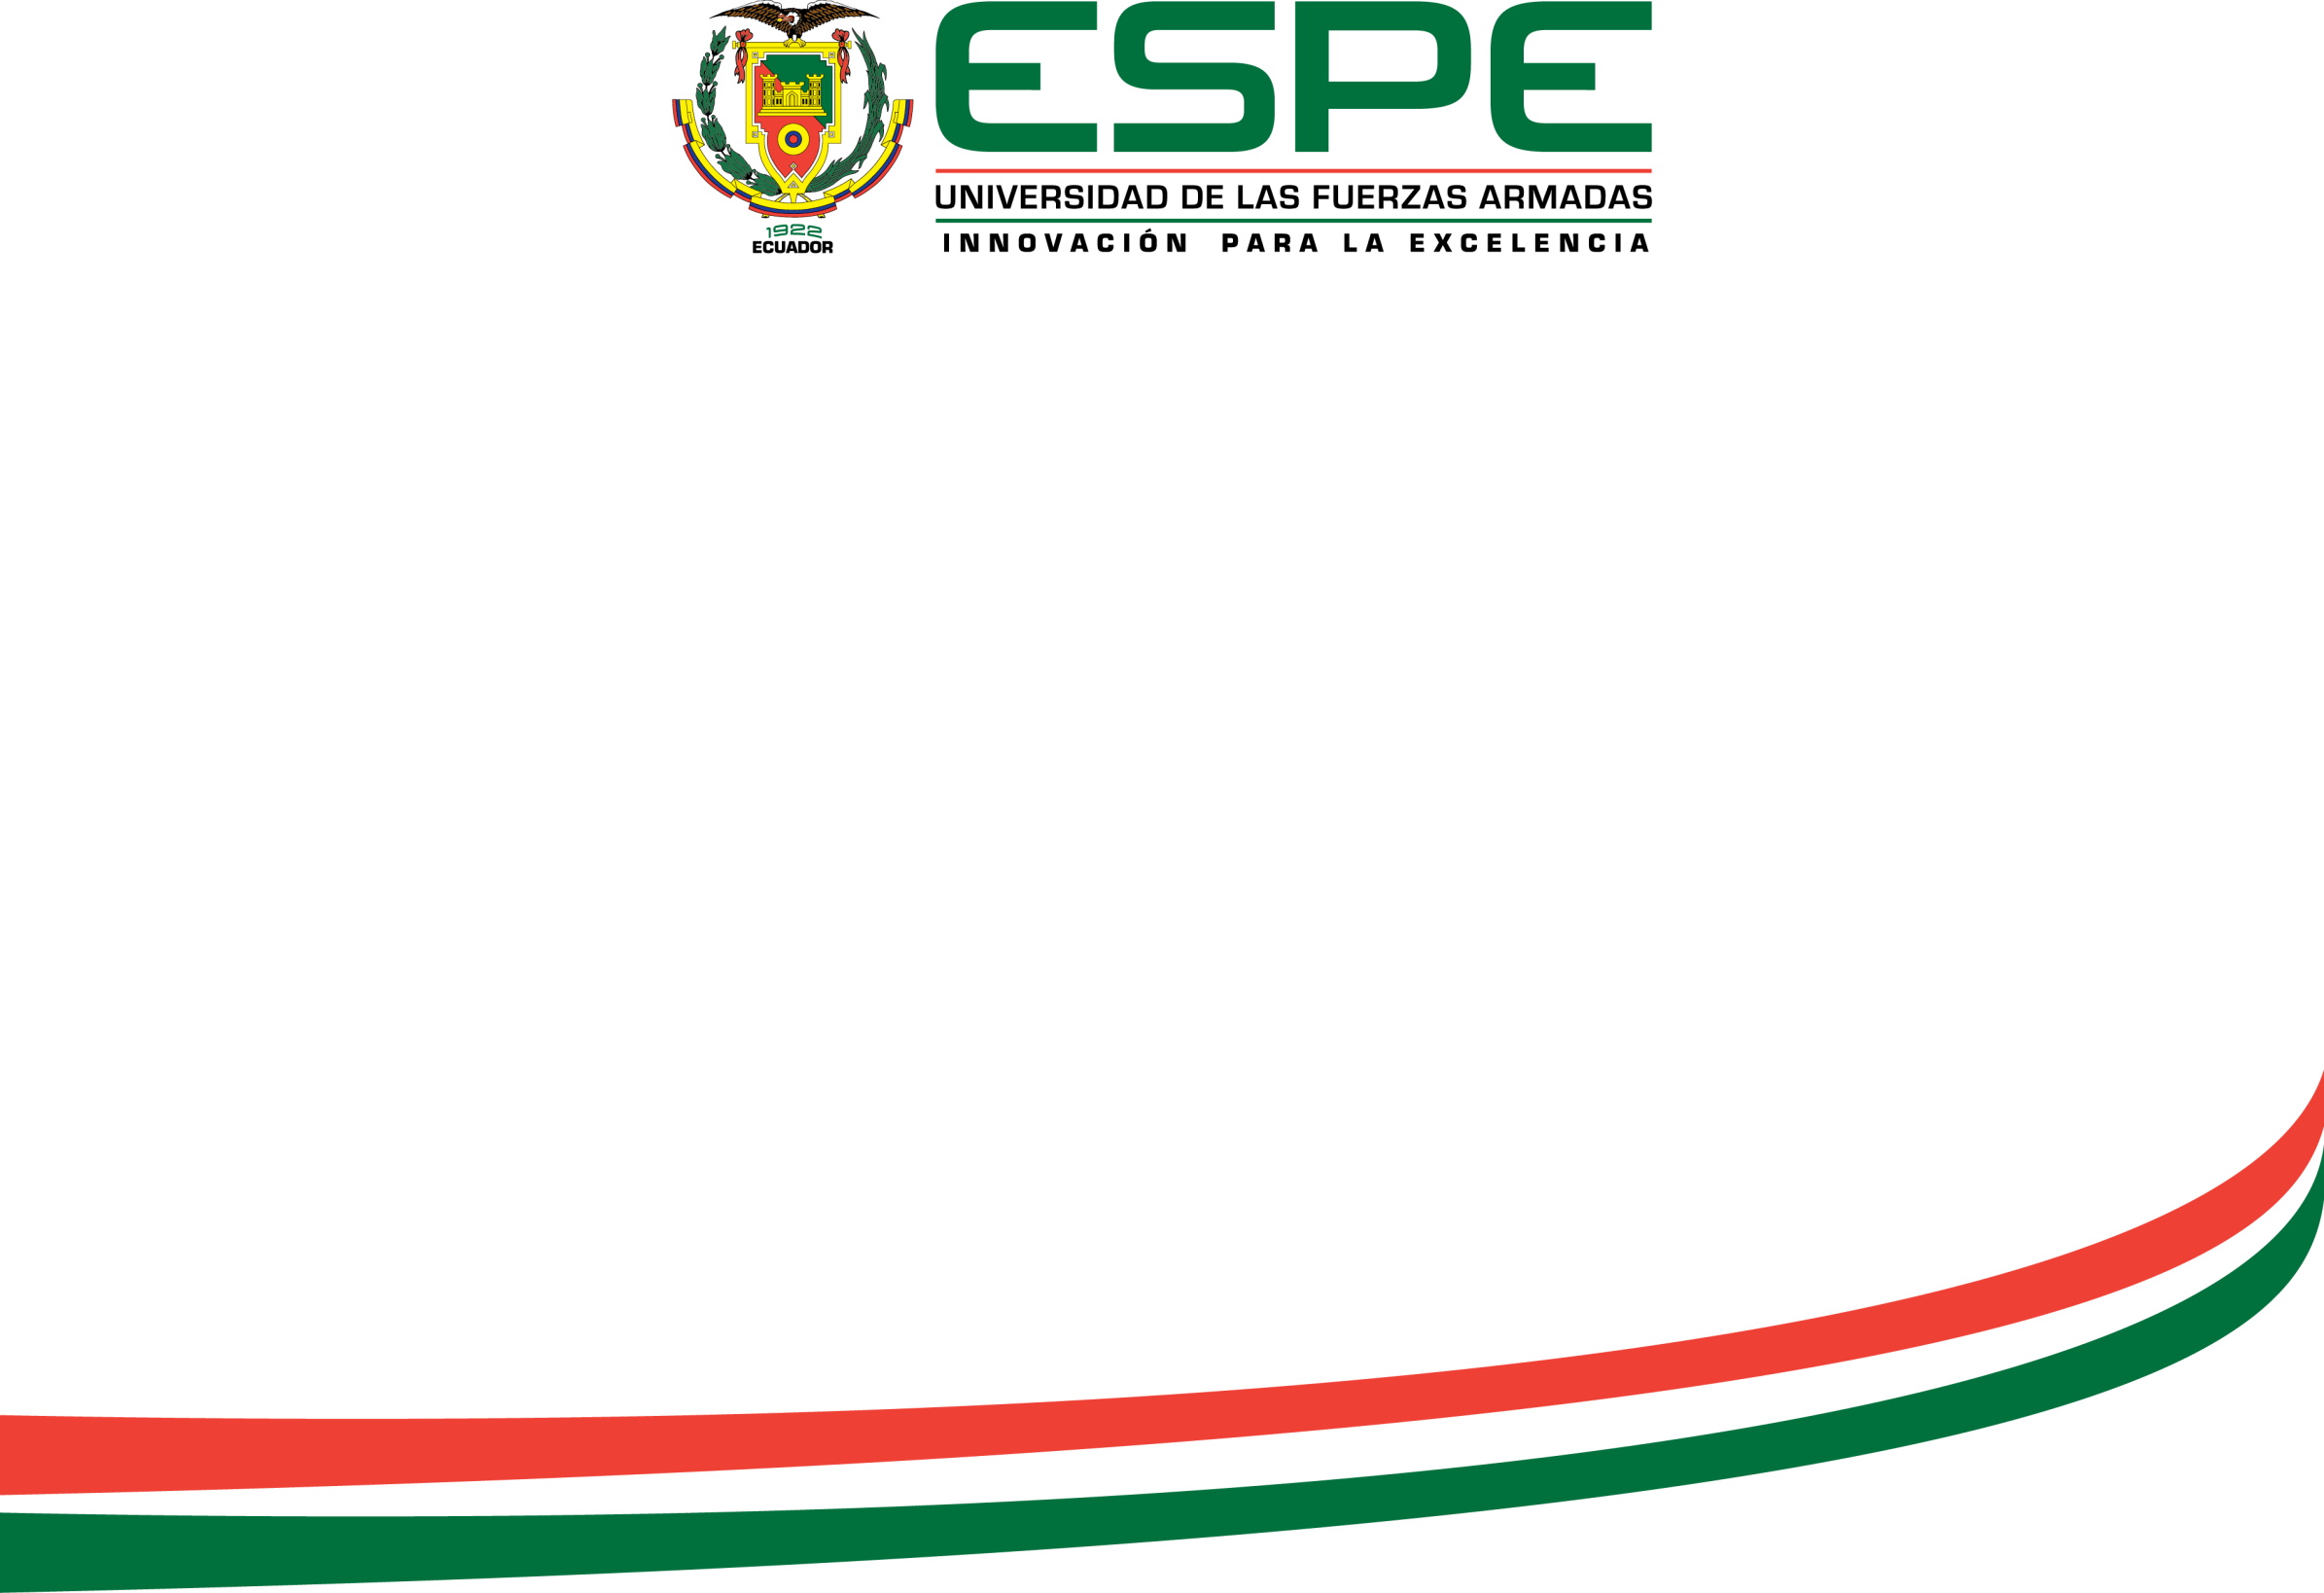 ESPE
UNIVERSIDAD DE LAS FUERZAS ARMADAS
INNOVACIÓN PARA LA EXCELENCIA
1922
ECUADOR